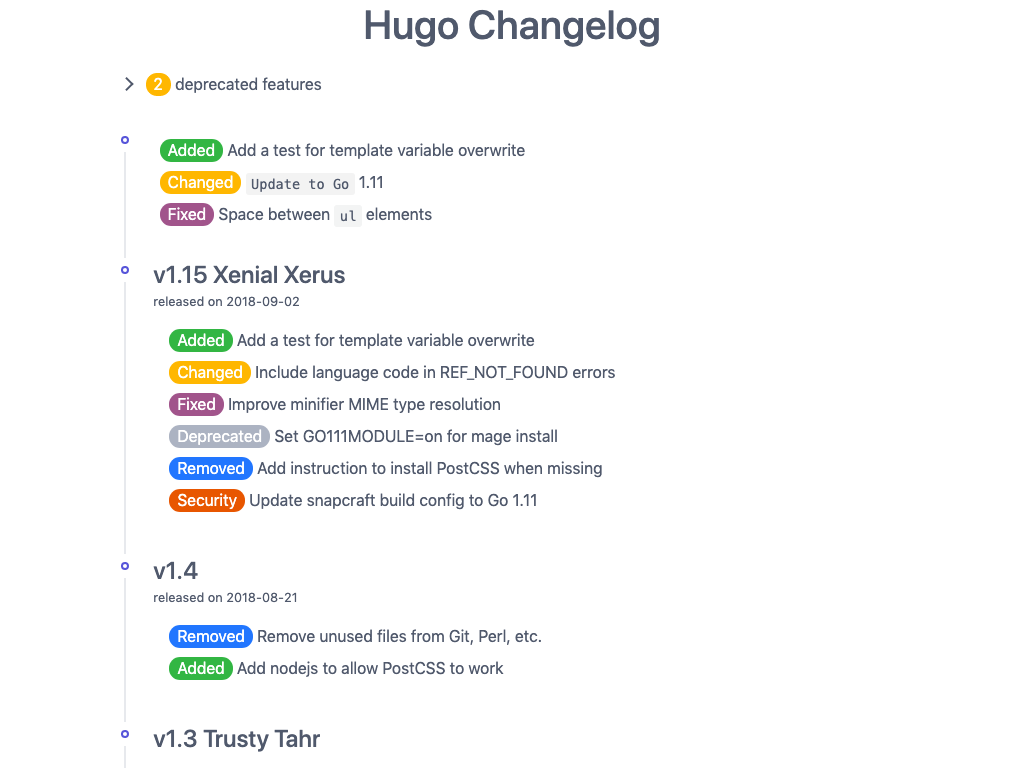 Hugo Changelog
2 deprecated features
Added Add a test for template variable overwrite
Changed Update to Go 1.11
Fixed Space between ul elements
v1.15 Xenial Xerus
released on 2018-09-02
Added Add a test for template variable overwrite
Changed Include language code in REF_NOT_FOUND errors
Fixed Improve minifier MIME type resolution
Deprecated Set GO111MODULE=on for mage install
Removed Add instruction to install PostCSS when missing
Security Update snapcraft build config to Go 1.11
v1.4
released on 2018-08-21
Removed Remove unused files from Git, Perl, etc.
Added Add nodejs to allow PostCSS to work
v1.3 Trusty Tahr